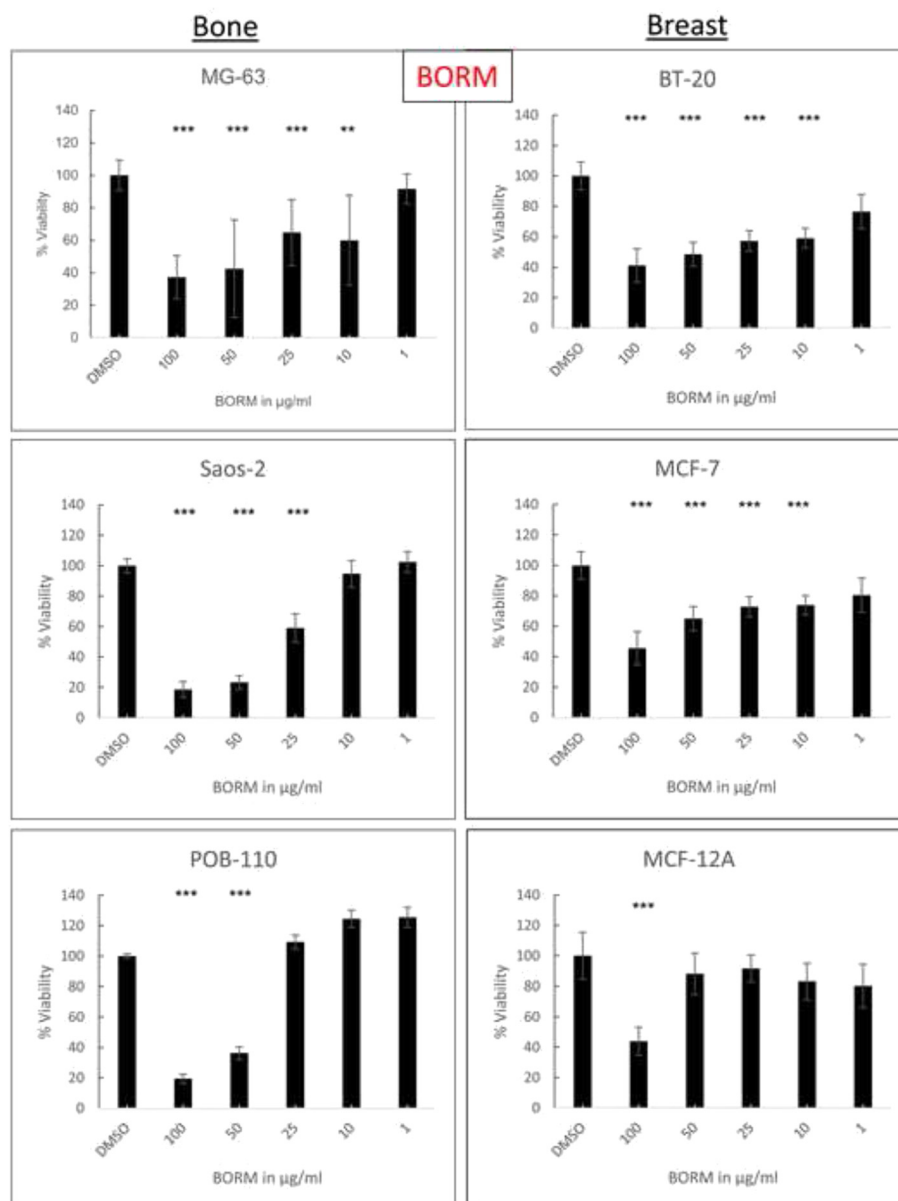 Bone
Breast
BORM
MG-63
140
120
100
80
60
40
20
0
% Viability
*** *** *** **
DMSO 100 50 25 10 1
BORM in µg/ml
BT-20
140
120
100
80
60
40
20
0
% Viability
*** *** *** ***
DMSO 100 50 25 10 1
BORM in µg/ml
Saos-2
140
120
100
80
60
40
20
0
% Viability
*** *** ***
DMSO 100 50 25 10 1
BORM in µg/ml
MCF-7
140
120
100
80
60
40
20
0
% Viability
*** *** *** ***
DMSO 100 50 25 10 1
BORM in µg/ml
POB-110
140
120
100
80
60
40
20
0
% Viability
*** ***
DMSO 100 50 25 10 1
BORM in µg/ml
MCF-12A
140
120
100
80
60
40
20
0
% Viability
***
DMSO 100 50 25 10 1
BORM in µg/ml